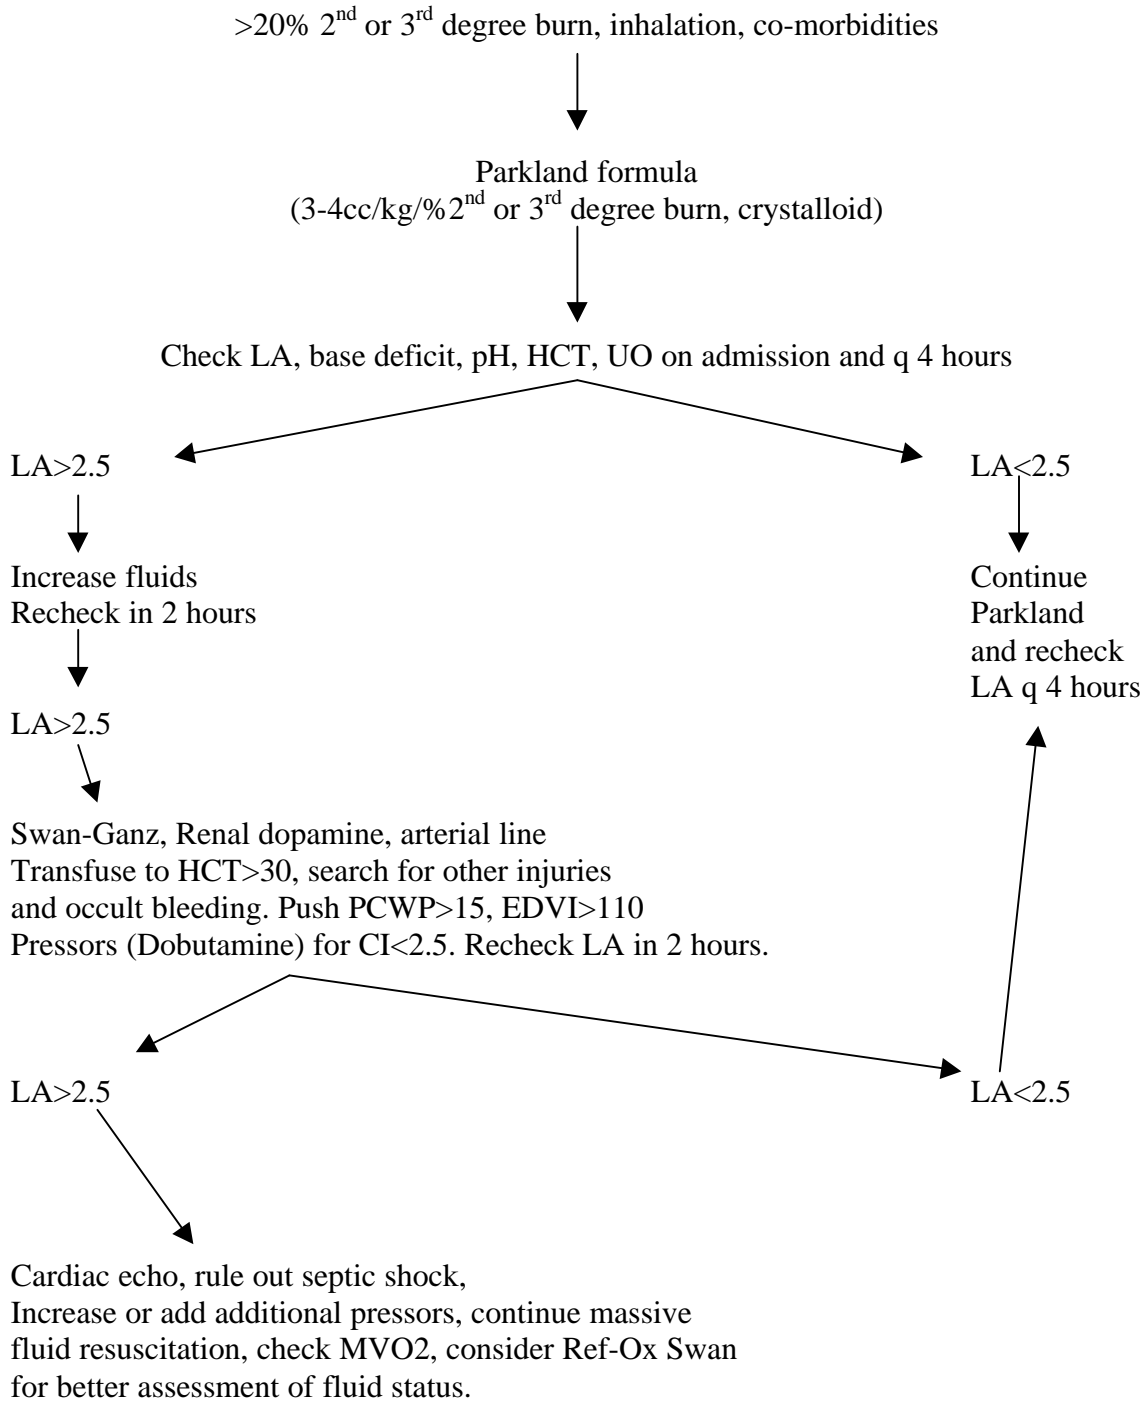 >20% 2nd or 3rd degree burn, inhalation, co-morbidities
Parkland formula
(3-4cc/kg/%2nd or 3rd degree burn, crystalloid)
Check LA, base deficit, pH, HCT, UO on admission and q 4 hours
LA>2.5
LA<2.5
Increase fluids
Recheck in 2 hours
Continue
Parkland
and recheck
LA q 4 hours
LA>2.5
Swan-Ganz, Renal dopamine, arterial line
Transfuse to HCT>30, search for other injuries
and occult bleeding. Push PCWP>15, EDVI>110
Pressors (Dobutamine) for CI<2.5. Recheck LA in 2 hours.
LA>2.5
LA<2.5
Cardiac echo, rule out septic shock,
Increase or add additional pressors, continue massive
fluid resuscitation, check MVO2, consider Ref-Ox Swan
for better assessment of fluid status.